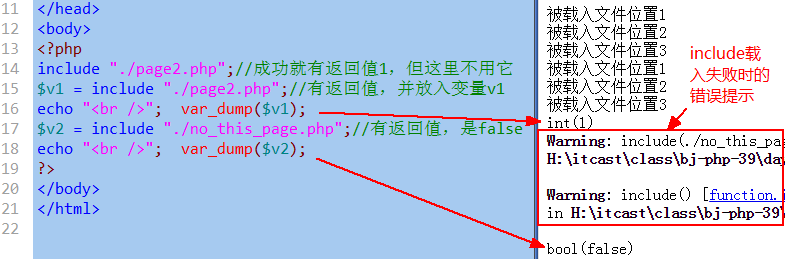 11 </head>
12 <body>
13 <?php
14 include "./page2.php";//成功就有返回值1，但这里不用它
15 $v1 = include "./page2.php";//有返回值，并放入变量v1
16 echo "<br />";  var_dump($v1);
17 $v2 = include "./no_this_page.php";//有返回值，是false
18 echo "<br />";  var_dump($v2);
19 ?>
20 </body>
21 </html>
22
被载入文件位置1
被载入文件位置2
被载入文件位置3
被载入文件位置1
被载入文件位置2
被载入文件位置3
int(1)
Warning: include(./no_this_pa
H:\itcast\class\bj-php-39\da
Warning: include() [function.
in H:\itcast\class\bj-php-39\
bool(false)
include载
入失败时的
错误提示